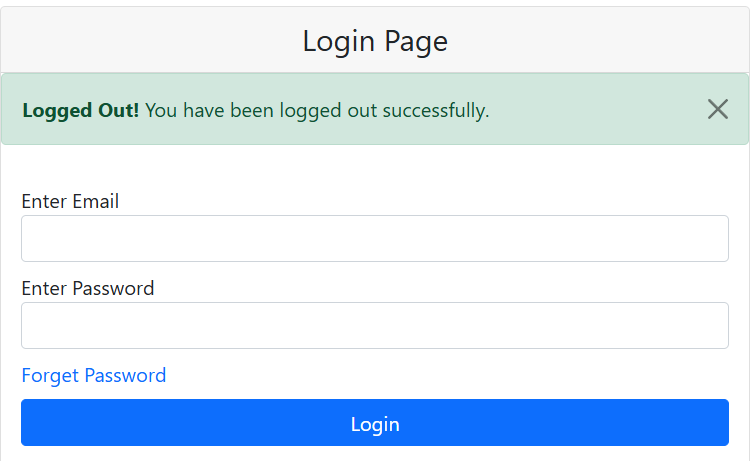 Login Page
Logged Out! You have been logged out successfully.
Enter Email
Enter Password
Forget Password
Login